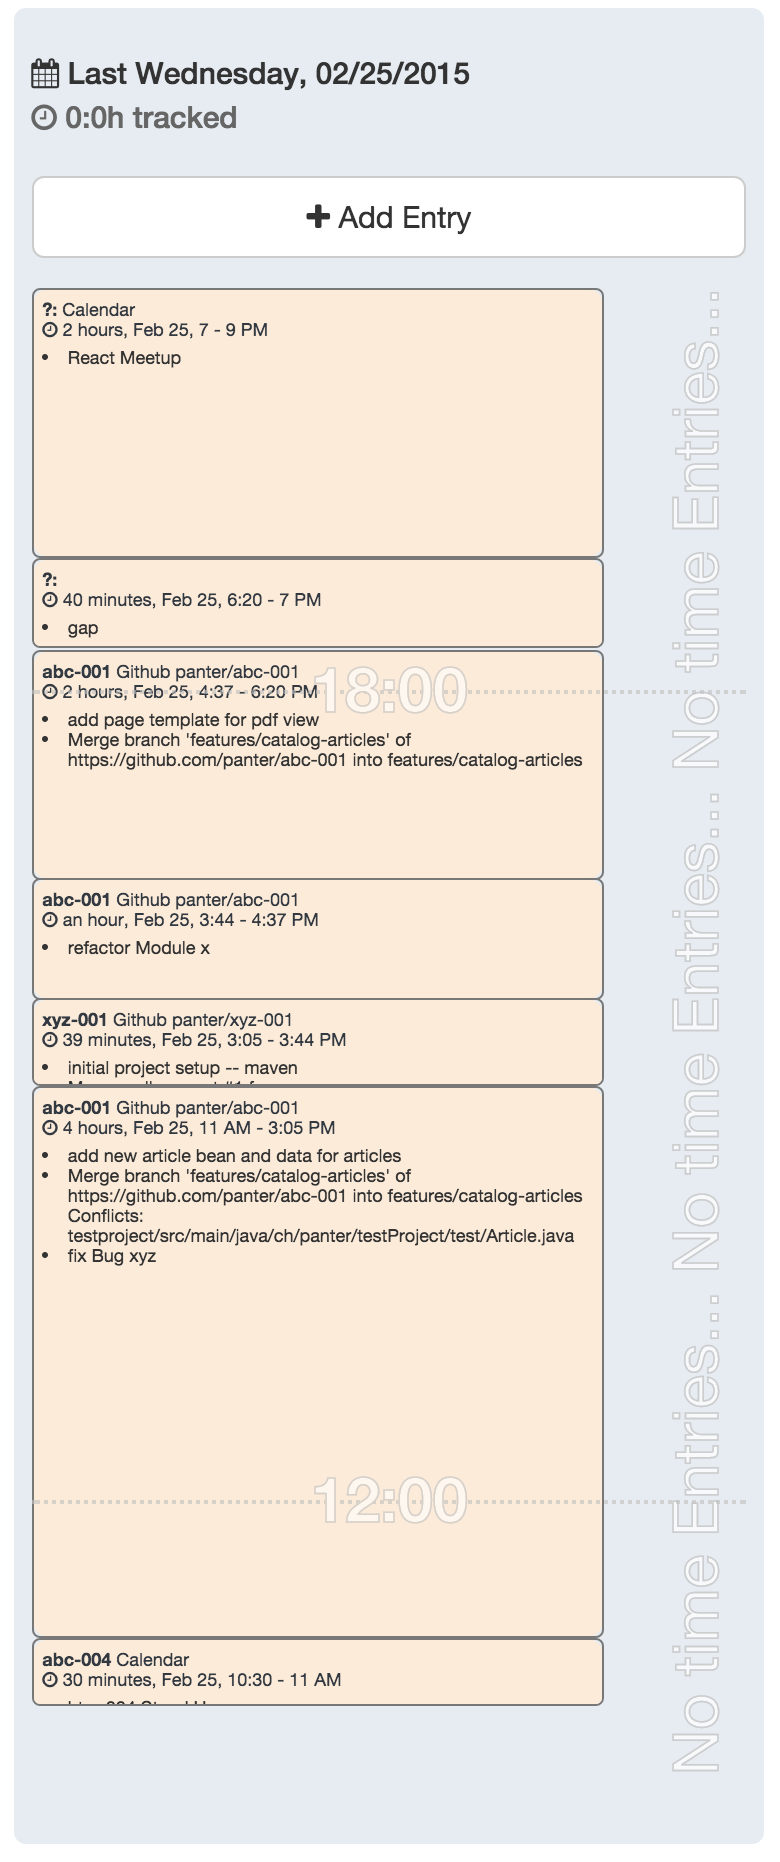 Last Wednesday, 02/25/2015
0:0h tracked
Add Entry
?: Calendar
2 hours, Feb 25, 7 - 9 PM
• React Meetup
?:
40 minutes, Feb 25, 6:20 - 7 PM
• gap
abc-001 Github panter/abc-001
2 hours, Feb 25, 4:37 - 6:20 PM
18:00
• add page template for pdf view
• Merge branch 'features/catalog-articles' of
https://github.com/panter/abc-001 into features/catalog-articles
abc-001 Github panter/abc-001
an hour, Feb 25, 3:44 - 4:37 PM
• refactor Module x
xyz-001 Github panter/xyz-001
39 minutes, Feb 25, 3:05 - 3:44 PM
• initial project setup -- maven
abc-001 Github panter/abc-001
4 hours, Feb 25, 11 AM - 3:05 PM
• add new article bean and data for articles
• Merge branch 'features/catalog-articles' of
https://github.com/panter/abc-001 into features/catalog-articles
Conflicts:
testproject/src/main/java/ch/panter/testProject/test/Article.java
• fix Bug xyz
12:00
abc-004 Calendar
30 minutes, Feb 25, 10:30 - 11 AM
No time Entries... No time Entries... No time Entries...